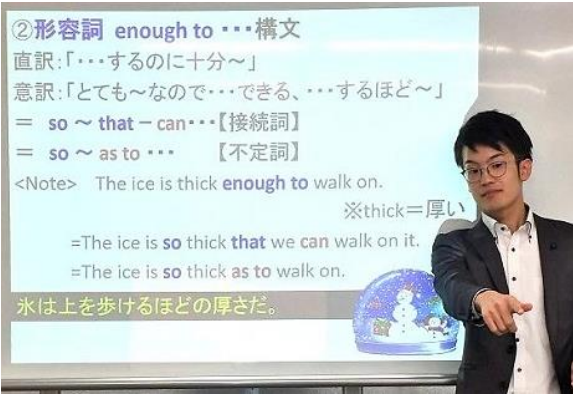 ②形容詞 enough to ・・・構文
直訳：「・・・するのに十分～」
意訳：「とても～なので・・・できる、・・・するほど～」
＝ so ～ that − can・・・【接続詞】
＝ so ～ as to ・・・ 【不定詞】
<Note> The ice is thick enough to walk on.
※thick＝厚い
=The ice is so thick that we can walk on it.
=The ice is so thick as to walk on.
氷は上を歩けるほどの厚さだ。